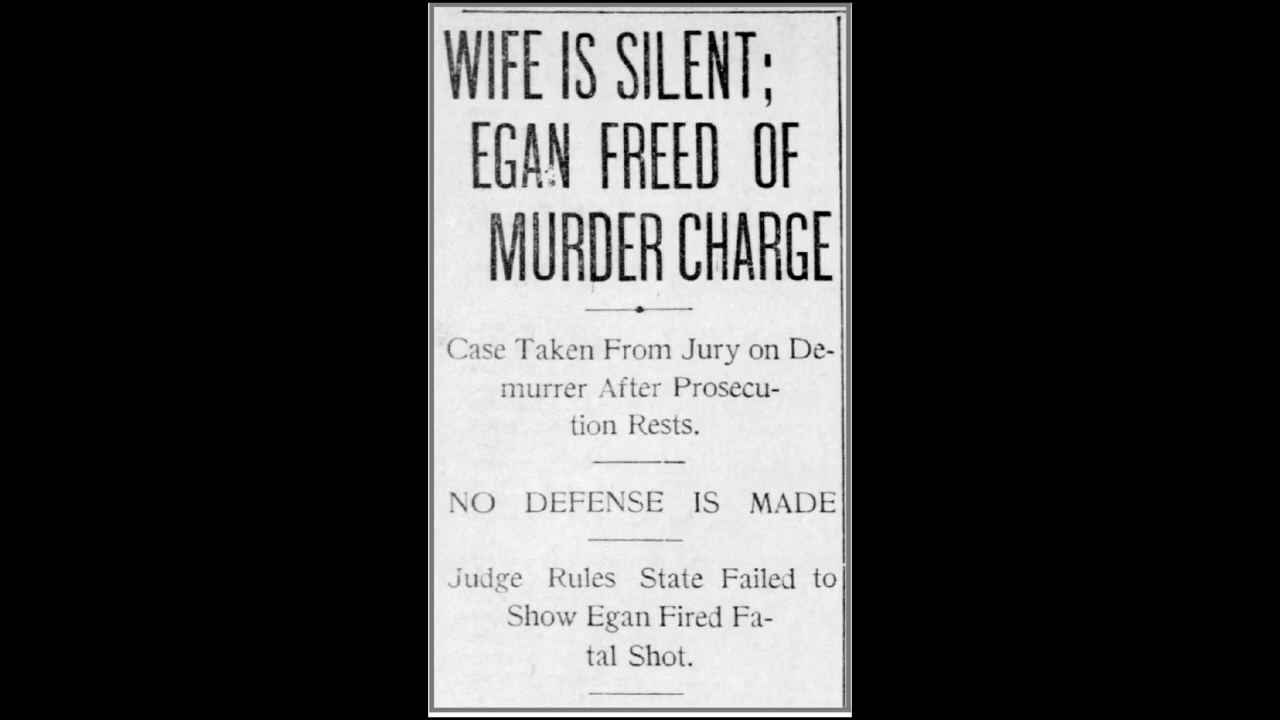 WIFE IS SILENT;
EGAN FREED OF
MURDER CHARGE
Case Taken From Jury on De-
murrer After Prosecu-
tion Rests.
NO DEFENSE IS MADE
Judge Rules State Failed to
Show Egan Fired Fa-
tal Shot.